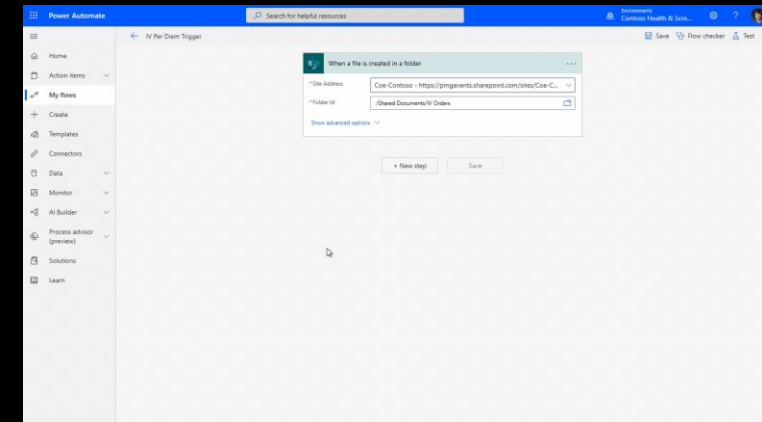 Power Automate
Search for helpful resources
Environments
Contoso Health & Scre...
?
IV Per Diem Trigger
Save
Flow checker
Test
Home
Action items
My flows
Create
Templates
Connectors
Data
Monitor
AI Builder
Process advisor
(preview)
Solutions
Learn
When a file is created in a folder
...
*Site Address
Coe-Contoso - https://pmgevents.sharepoint.com/sites/Coe-C...
*Folder Id
/Shared Documents/IV Orders
Show advanced options
+ New step
Save